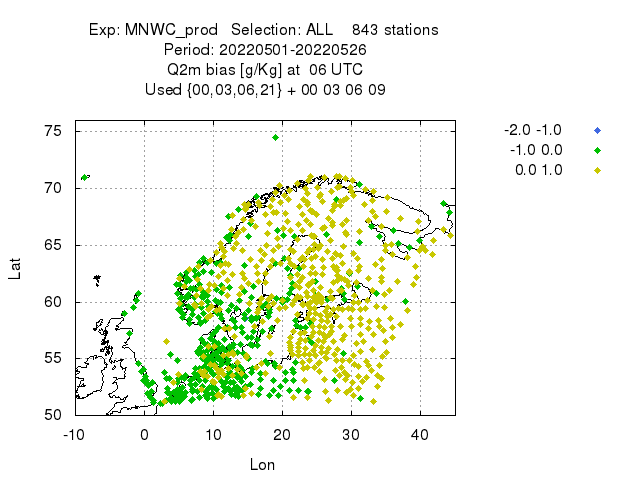 Exp: MNWC_prod   Selection: ALL    843 stations
Period: 20220501-20220526
Q2m bias [g/Kg] at  06 UTC
Used {00,03,06,21} + 00 03 06 09
-2.0 -1.0
-1.0 0.0
0.0 1.0
75
70
65
60
55
50
Lat
-10 0 10 20 30 40
Lon